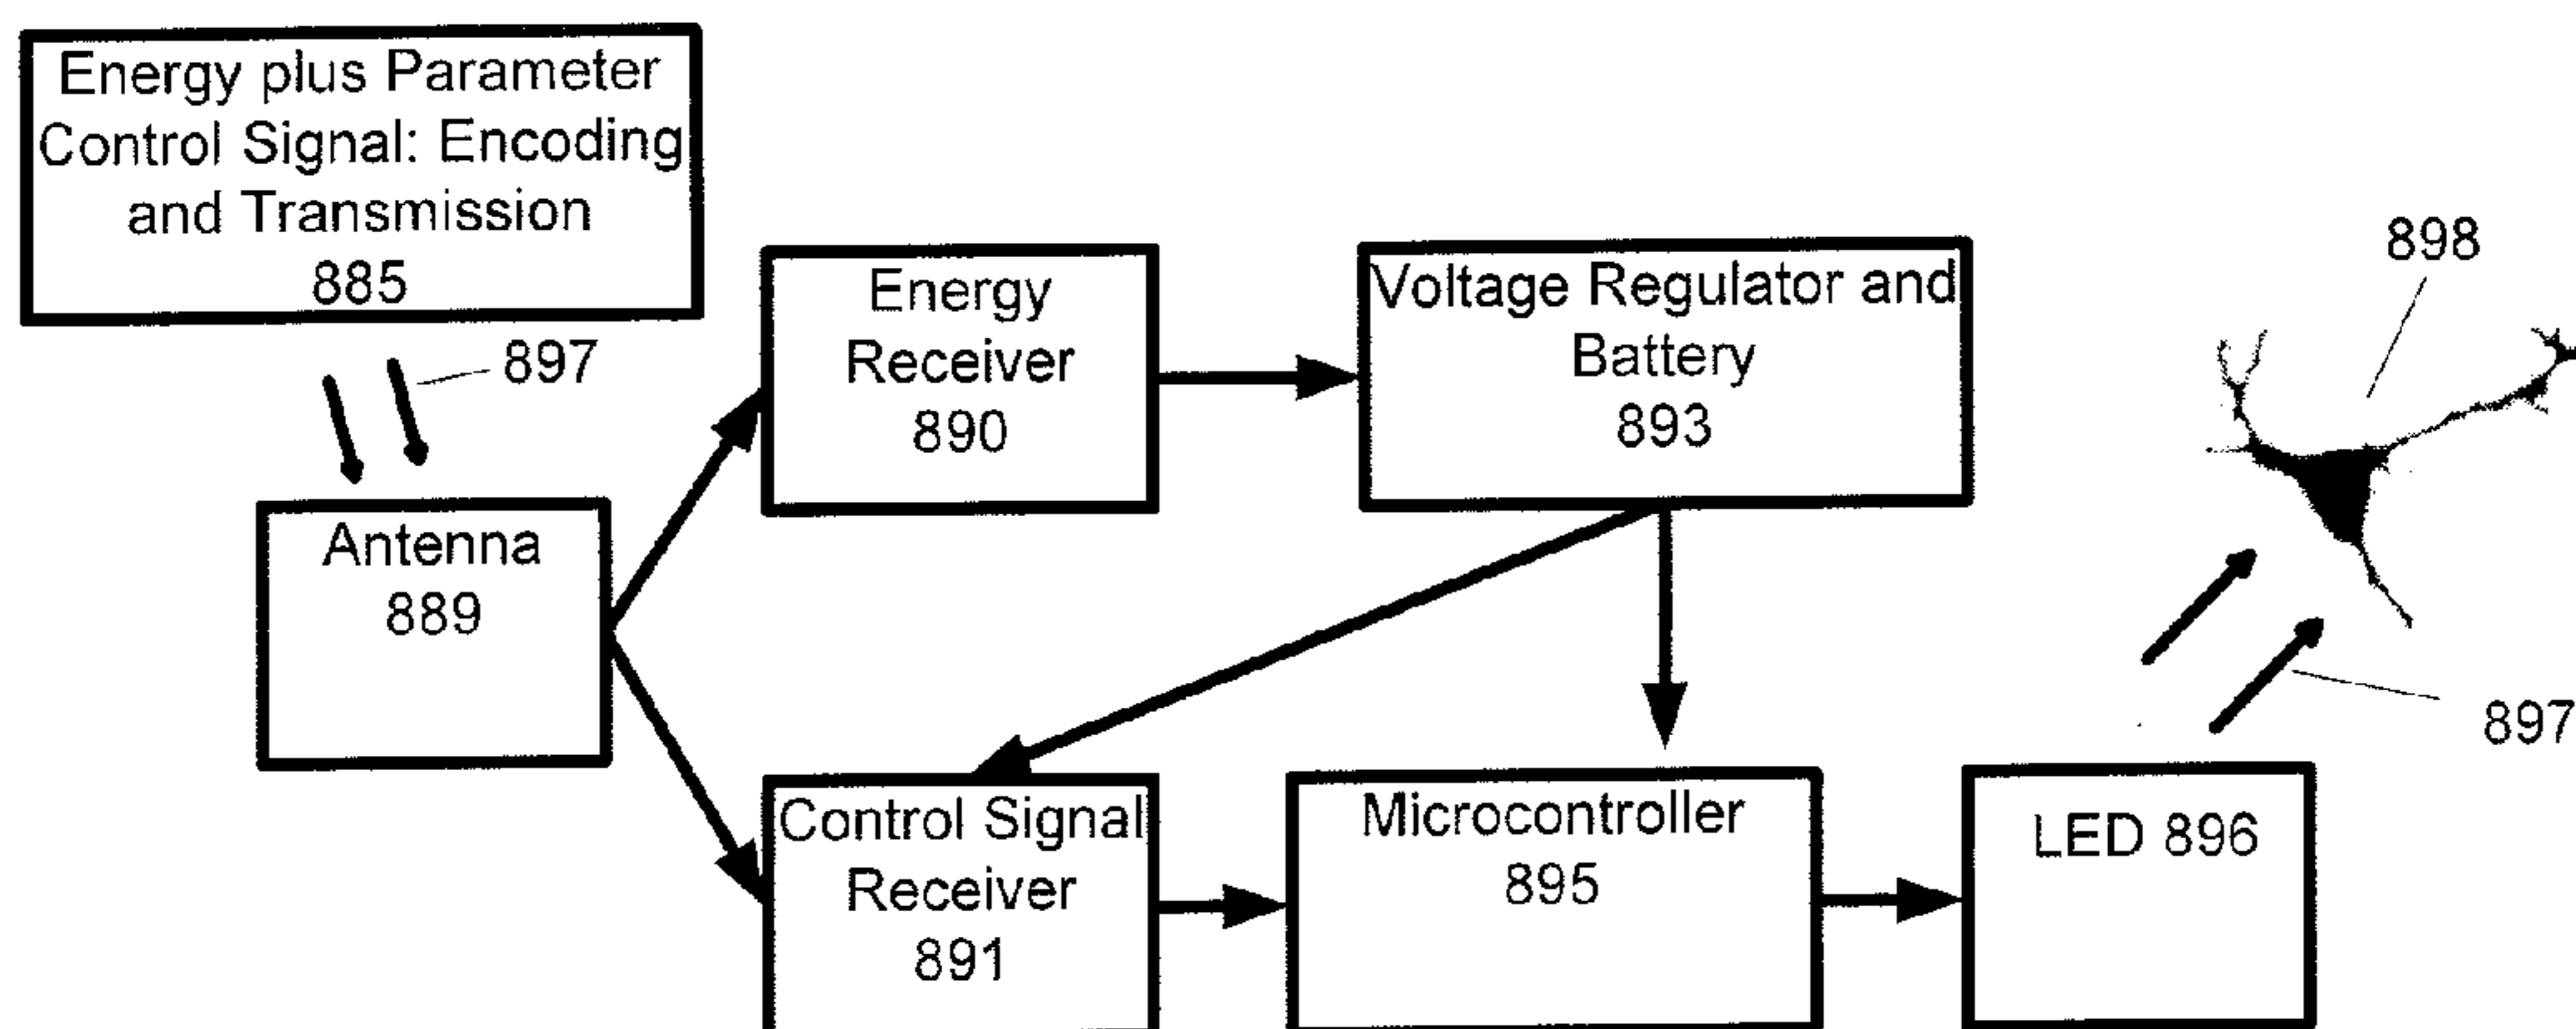 Energy plus Parameter
Control Signal: Encoding
and Transmission
885
897
Antenna
889
Energy
Receiver
890
Voltage Regulator and
Battery
893
898
Control Signal
Receiver
891
Microcontroller
895
LED 896
897